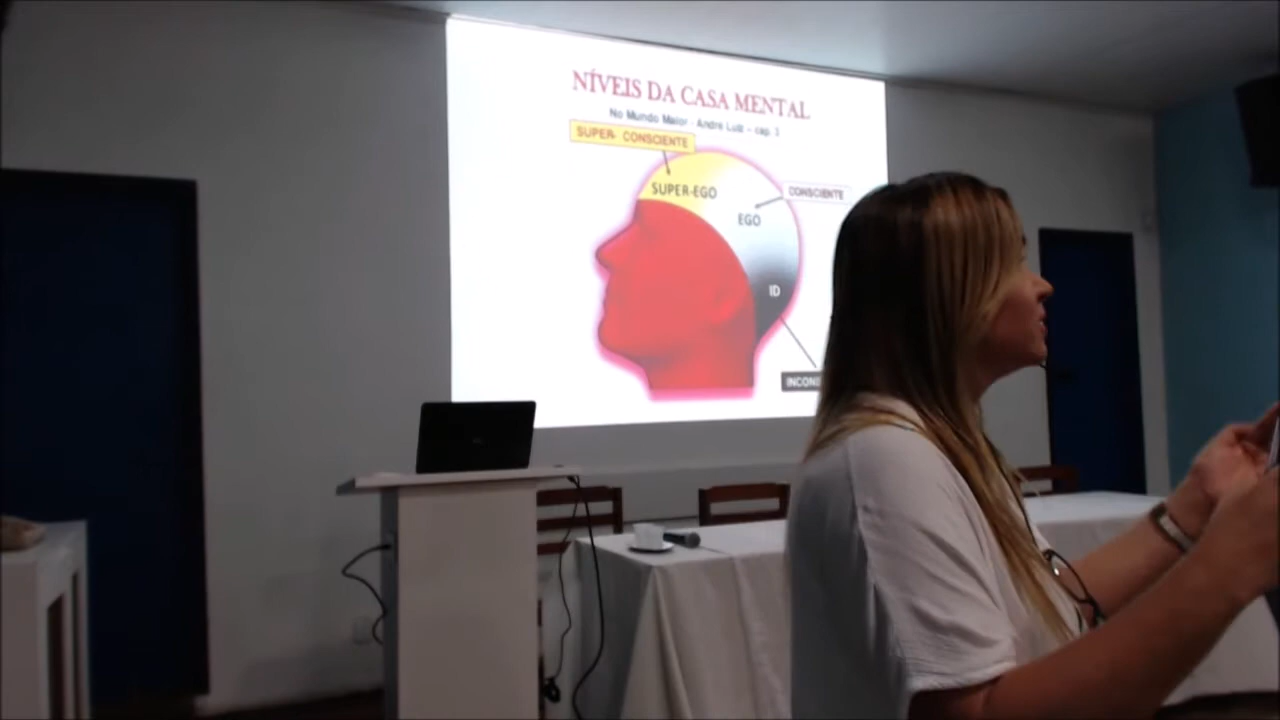 NÍVEIS DA CASA MENTAL
No Mundo Maior - André Luiz - cap. 3
SUPER- CONSCIENTE
SUPER-EGO
CONSCIENTE
EGO
ID